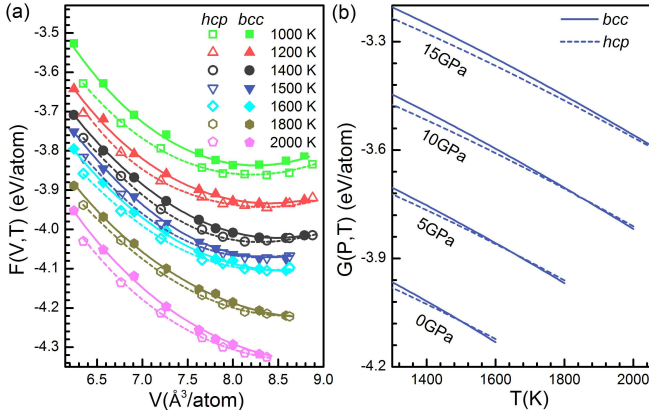 (a)
hcp bcc
1000 K
1200 K
1400 K
1500 K
1600 K
1800 K
2000 K
-3.5
-3.6
-3.7
-3.8
-3.9
-4.0
-4.1
-4.2
-4.3
F(V,T) (eV/atom)
6.5 7.0 7.5 8.0 8.5 9.0
V(Å³/atom)
(b)
bcc
hcp
15GPa
10GPa
5GPa
0GPa
-3.3
-3.6
-3.9
-4.2
G(P,T) (eV/atom)
1400 1600 1800 2000
T(K)